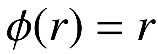 ϕ(r) = r